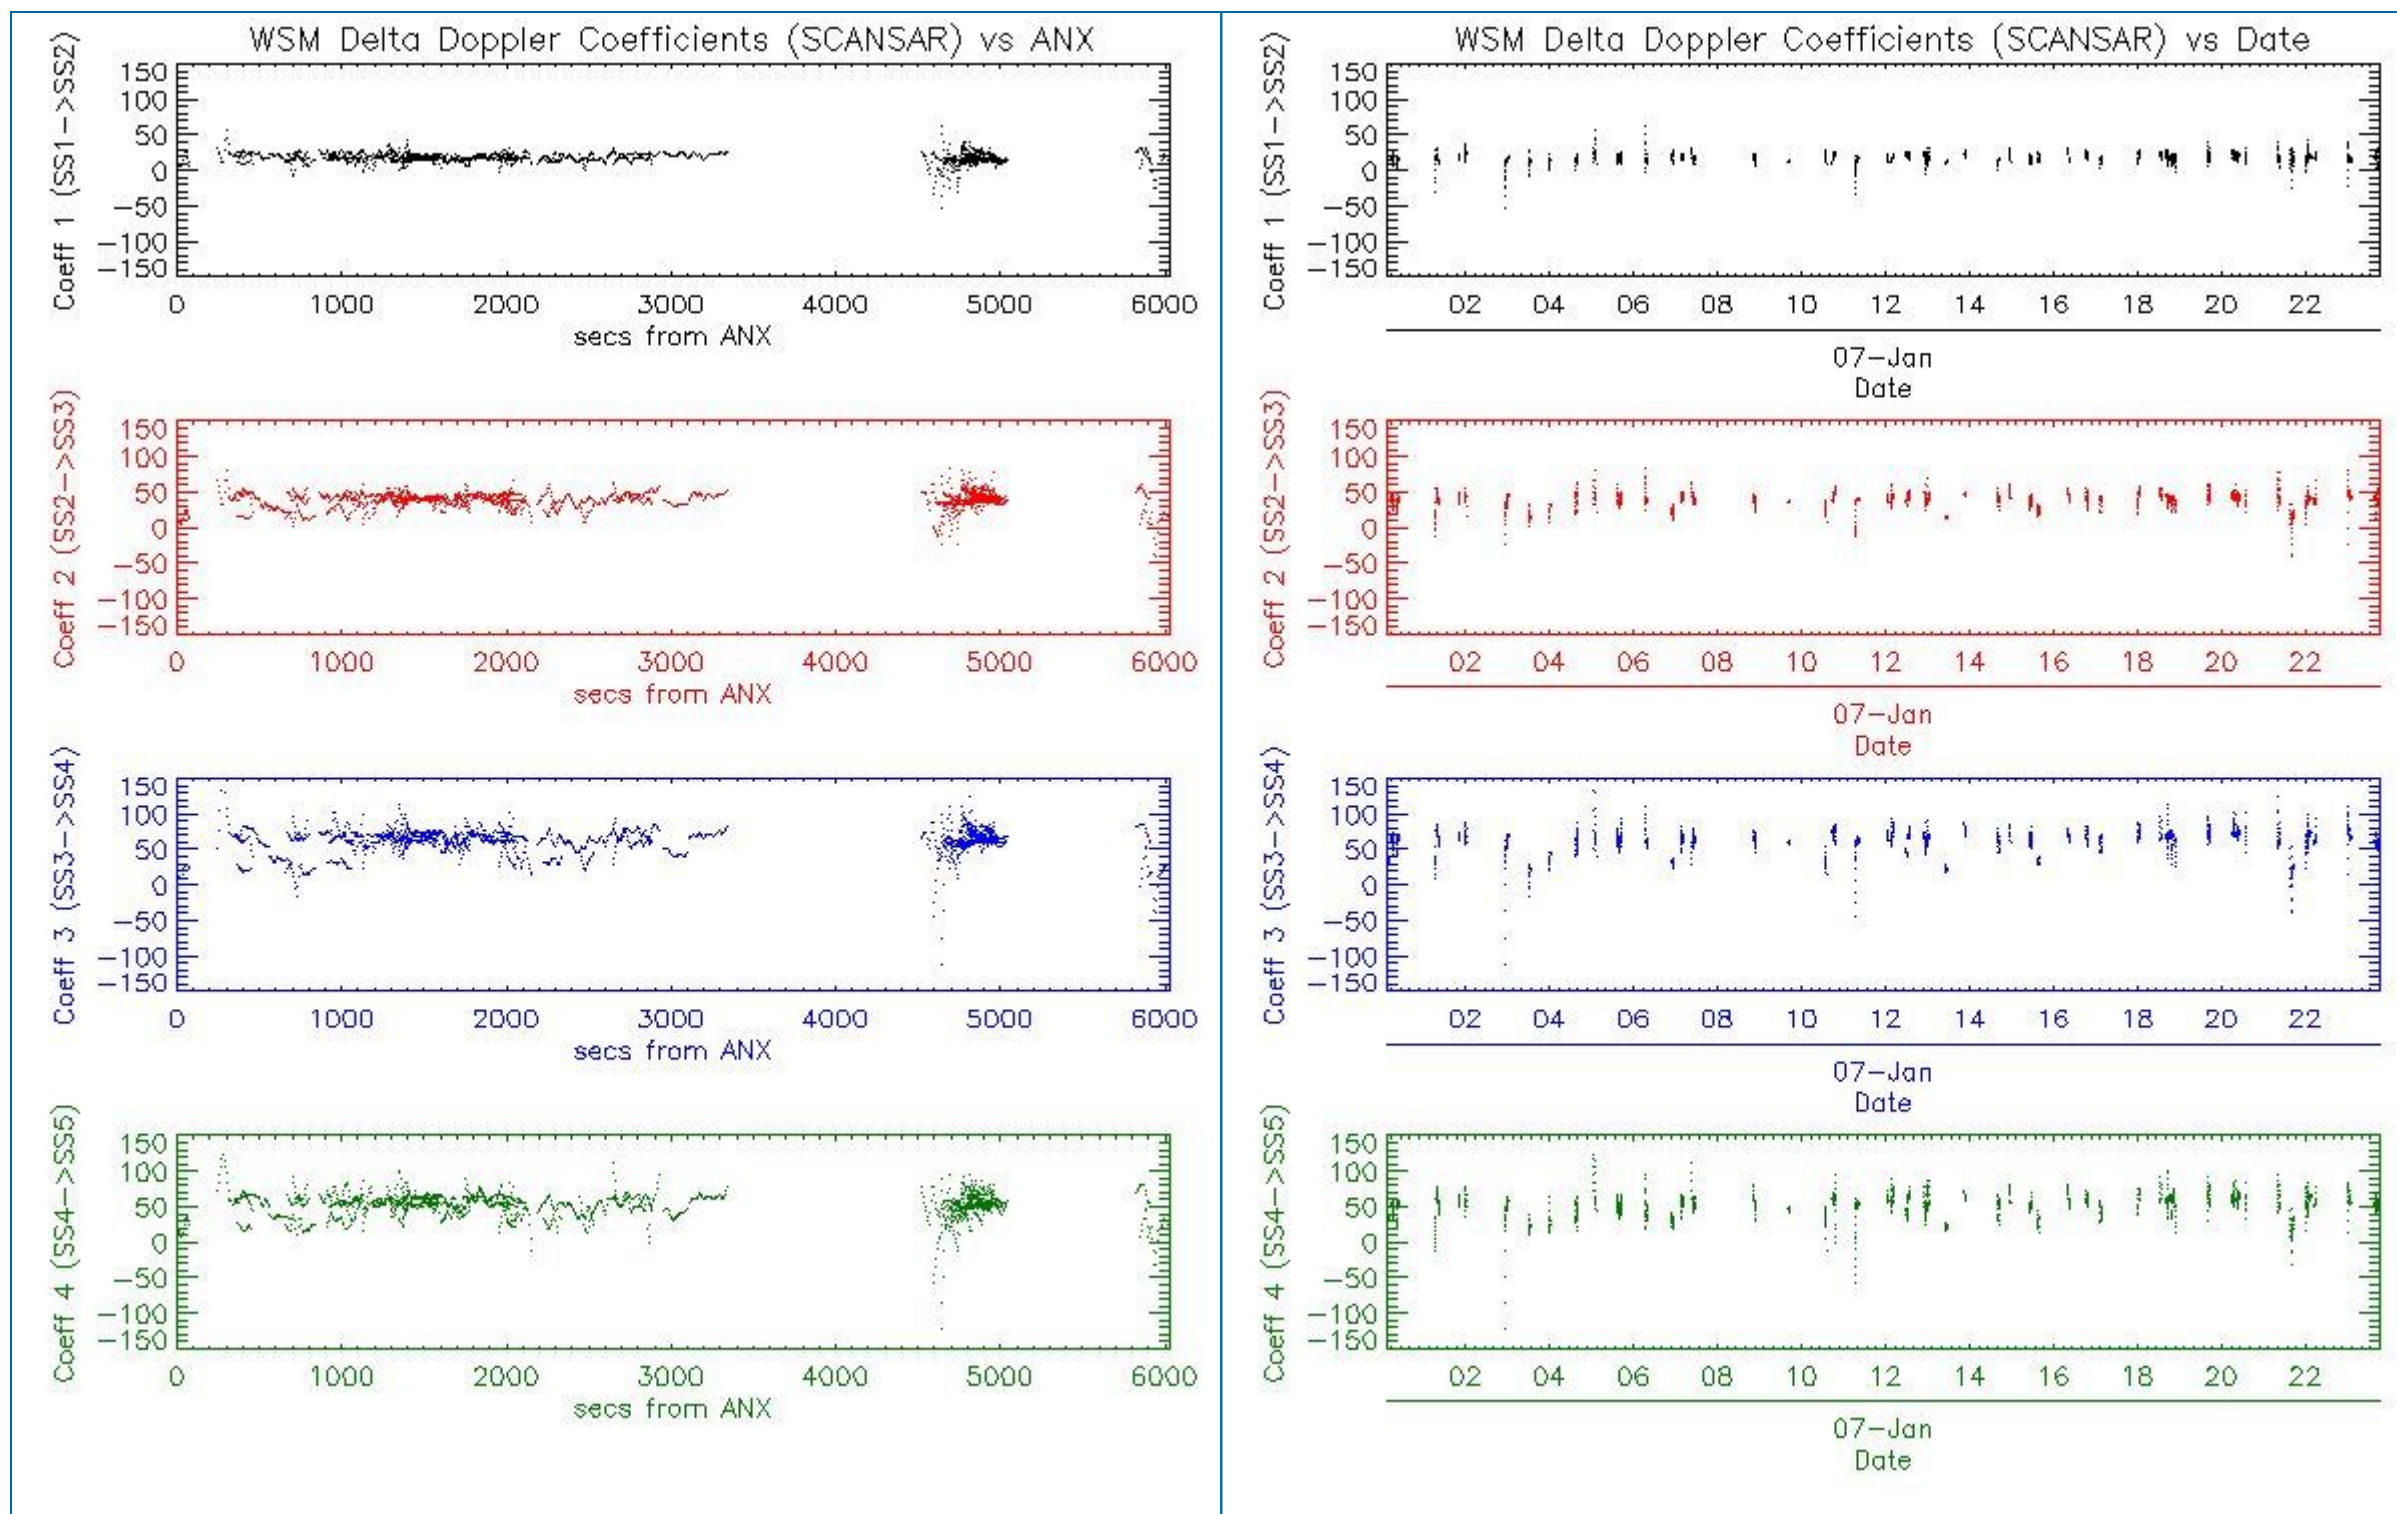 WSM Delta Doppler Coefficients (SCANSAR) vs ANX
Coeff 1 (SS1->SS2)
150
100
50
0
-50
-100
-150
0 1000 2000 3000 4000 5000 6000
secs from ANX
Coeff 2 (SS2->SS3)
150
100
50
0
-50
-100
-150
0 1000 2000 3000 4000 5000 6000
secs from ANX
Coeff 3 (SS3->SS4)
150
100
50
0
-50
-100
-150
0 1000 2000 3000 4000 5000 6000
secs from ANX
Coeff 4 (SS4->SS5)
150
100
50
0
-50
-100
-150
0 1000 2000 3000 4000 5000 6000
secs from ANX
WSM Delta Doppler Coefficients (SCANSAR) vs Date
Coeff 1 (SS1->SS2)
150
100
50
0
-50
-100
-150
02 04 06 08 10 12 14 16 18 20 22
07-Jan
Date
Coeff 2 (SS2->SS3)
150
100
50
0
-50
-100
-150
02 04 06 08 10 12 14 16 18 20 22
07-Jan
Date
Coeff 3 (SS3->SS4)
150
100
50
0
-50
-100
-150
02 04 06 08 10 12 14 16 18 20 22
07-Jan
Date
Coeff 4 (SS4->SS5)
150
100
50
0
-50
-100
-150
02 04 06 08 10 12 14 16 18 20 22
07-Jan
Date